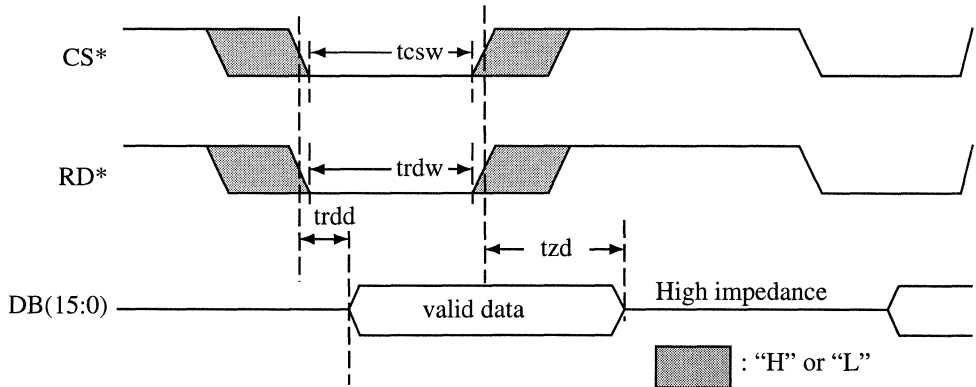 CS*
tcsw
RD*
trdw
trdd
tzd
DB(15:0)
valid data
High impedance
: “H” or “L”